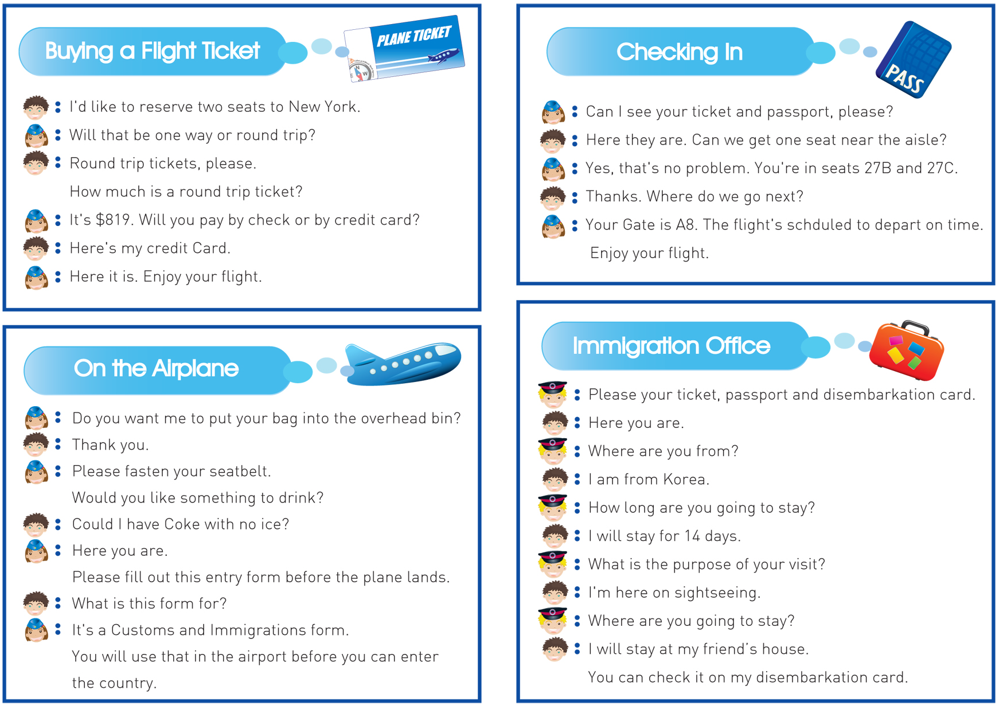 Buying a Flight Ticket
PLANE TICKET
N
W
E
I'd like to reserve two seats to New York.
Will that be one way or round trip?
Round trip tickets, please.
How much is a round trip ticket?
It's $819. Will you pay by check or by credit card?
Here's my credit Card.
Here it is. Enjoy your flight.
Checking In
PASS
Can I see your ticket and passport, please?
Here they are. Can we get one seat near the aisle?
Yes, that's no problem. You're in seats 27B and 27C.
Thanks. Where do we go next?
Your Gate is A8. The flight's schduled to depart on time.
Enjoy your flight.
On the Airplane
Do you want me to put your bag into the overhead bin?
Thank you.
Please fasten your seatbelt.
Would you like something to drink?
Could I have Coke with no ice?
Here you are.
Please fill out this entry form before the plane lands.
What is this form for?
It's a Customs and Immigrations form.
You will use that in the airport before you can enter
the country.
Immigration Office
Please your ticket, passport and disembarkation card.
Here you are.
Where are you from?
I am from Korea.
How long are you going to stay?
I will stay for 14 days.
What is the purpose of your visit?
I'm here on sightseeing.
Where are you going to stay?
I will stay at my friend’s house.
You can check it on my disembarkation card.